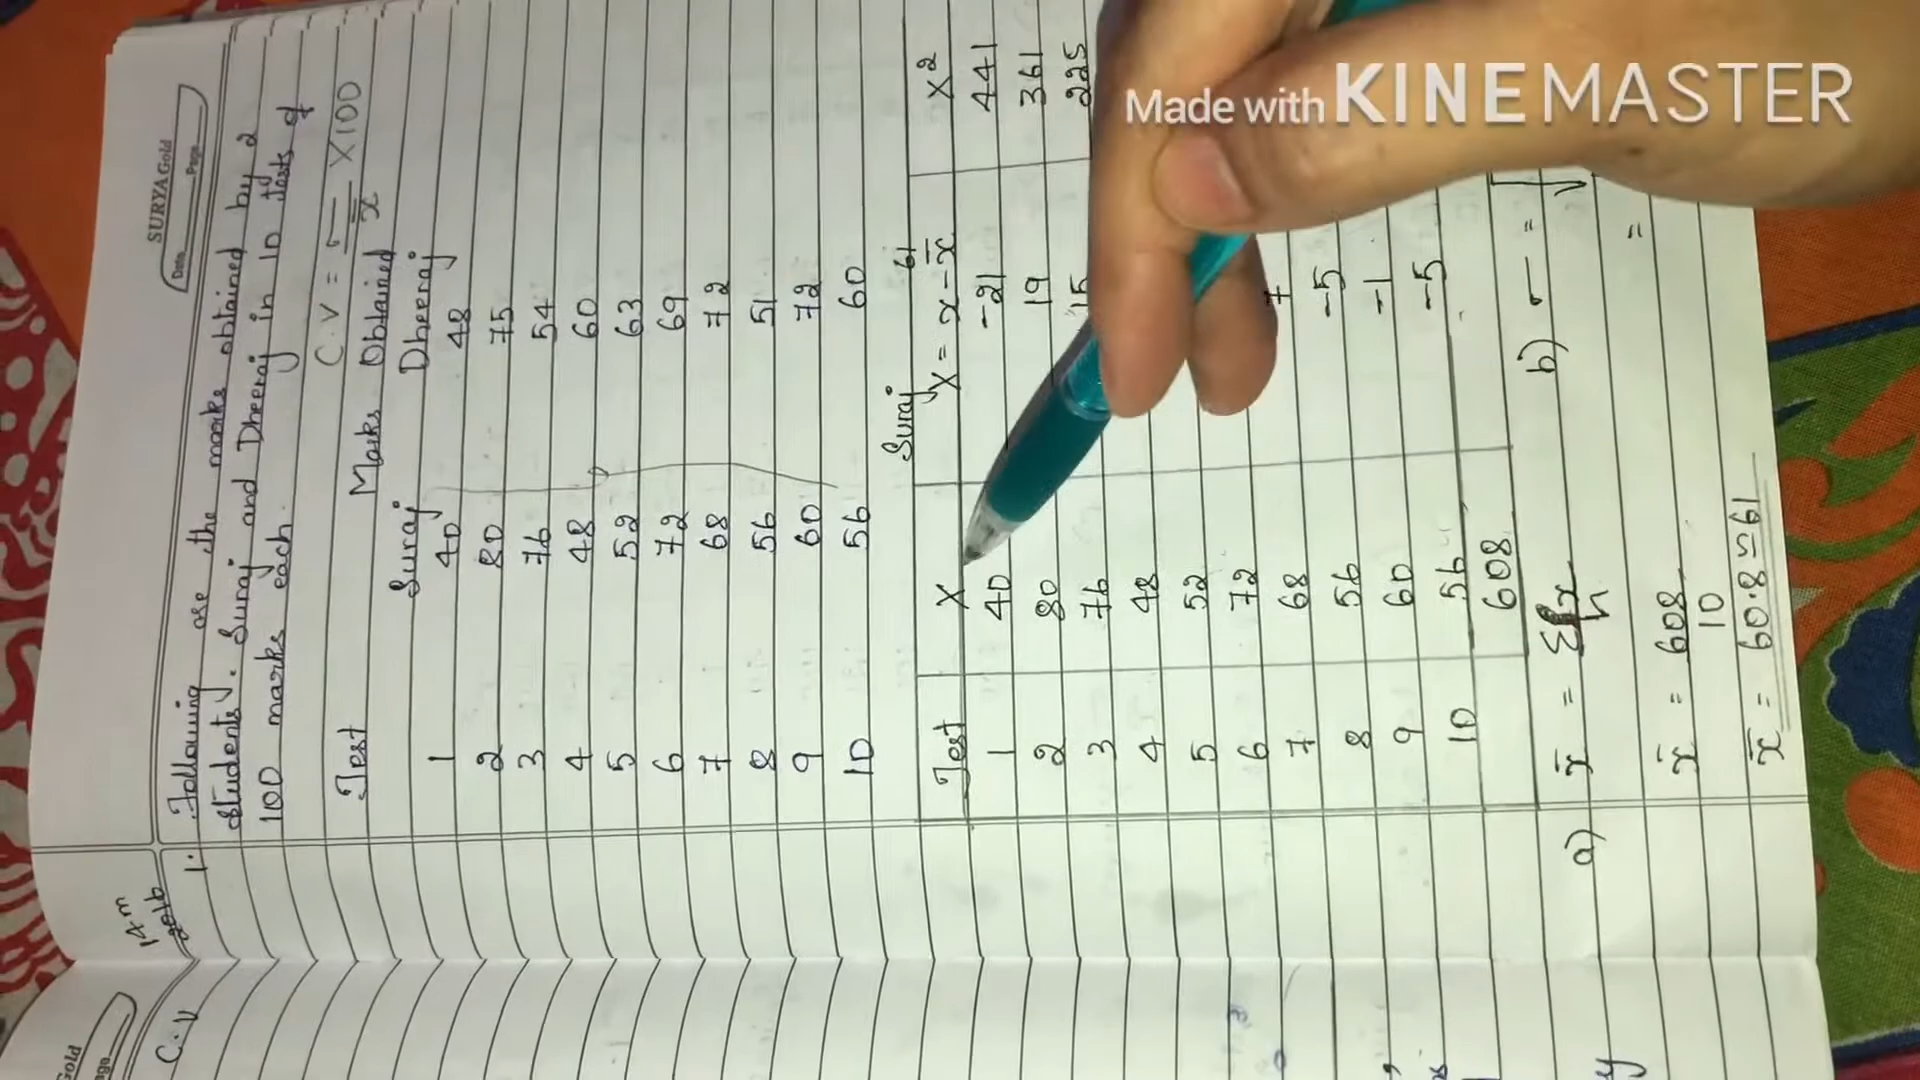 Made with KINEMASTER
SURYA Gold
Date Page
14m
2016
1. Following are the marks obtained by 2
students. Suraj and Dheeraj in 10 tests of
100 marks each.
C.V = σ/x̄ X100
Test Marks Obtained
Suraj Dheeraj
1 40 48
2 80 75
3 76 54
4 48 60
5 52 63
6 72 69
7 68 72
8 56 51
9 60 72
10 56 60
Suraj
61
Test X x = x - x̄ x²
1 40 -21 441
2 80 19 361
3 76 15 225
4 48
5 52
6 72
7 68 7
8 56 -5
9 60 -1
10 56 -5
608
a) x̄ = Σx/n b) σ = √
x̄ = 608/10 =
x̄ = 60.8 ≈ 61
C.V
Gold